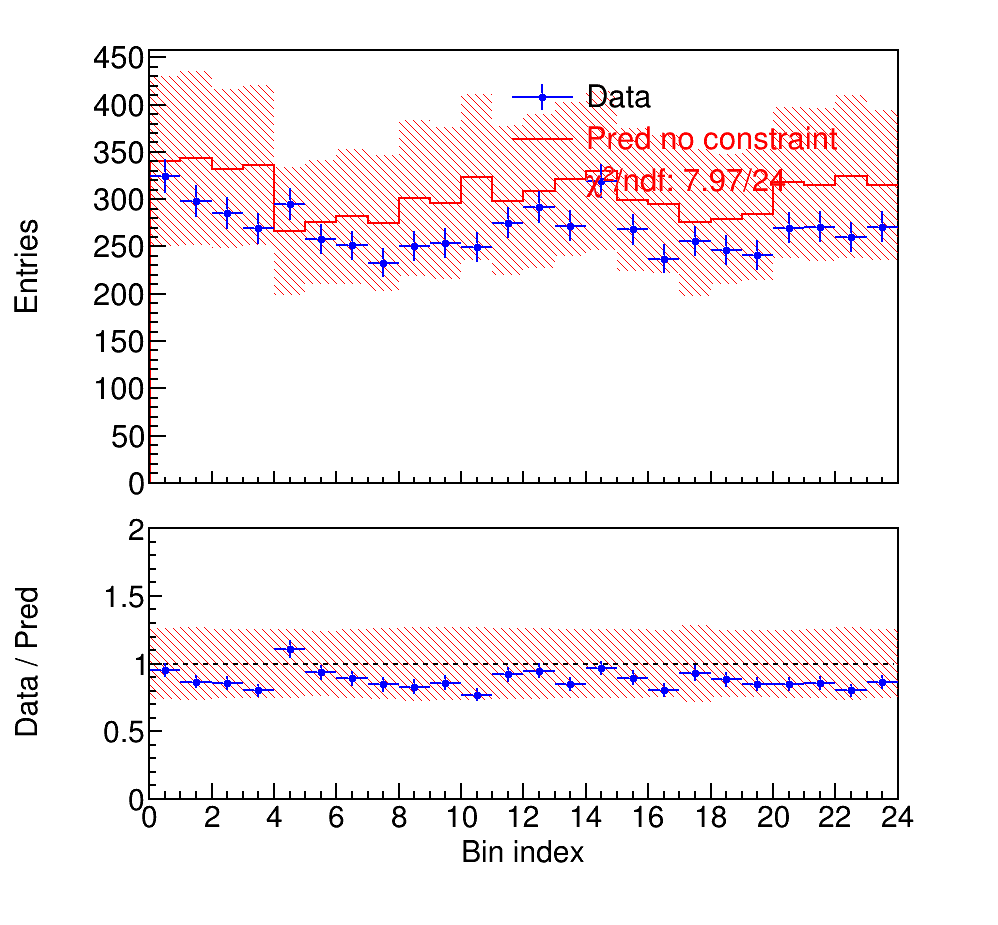 450
400
350
300
250
200
150
100
50
0
Entries
Data
Pred no constraint
χ²/ndf: 7.97/24
2
1.5
1
0.5
0
Data / Pred
0 2 4 6 8 10 12 14 16 18 20 22 24
Bin index